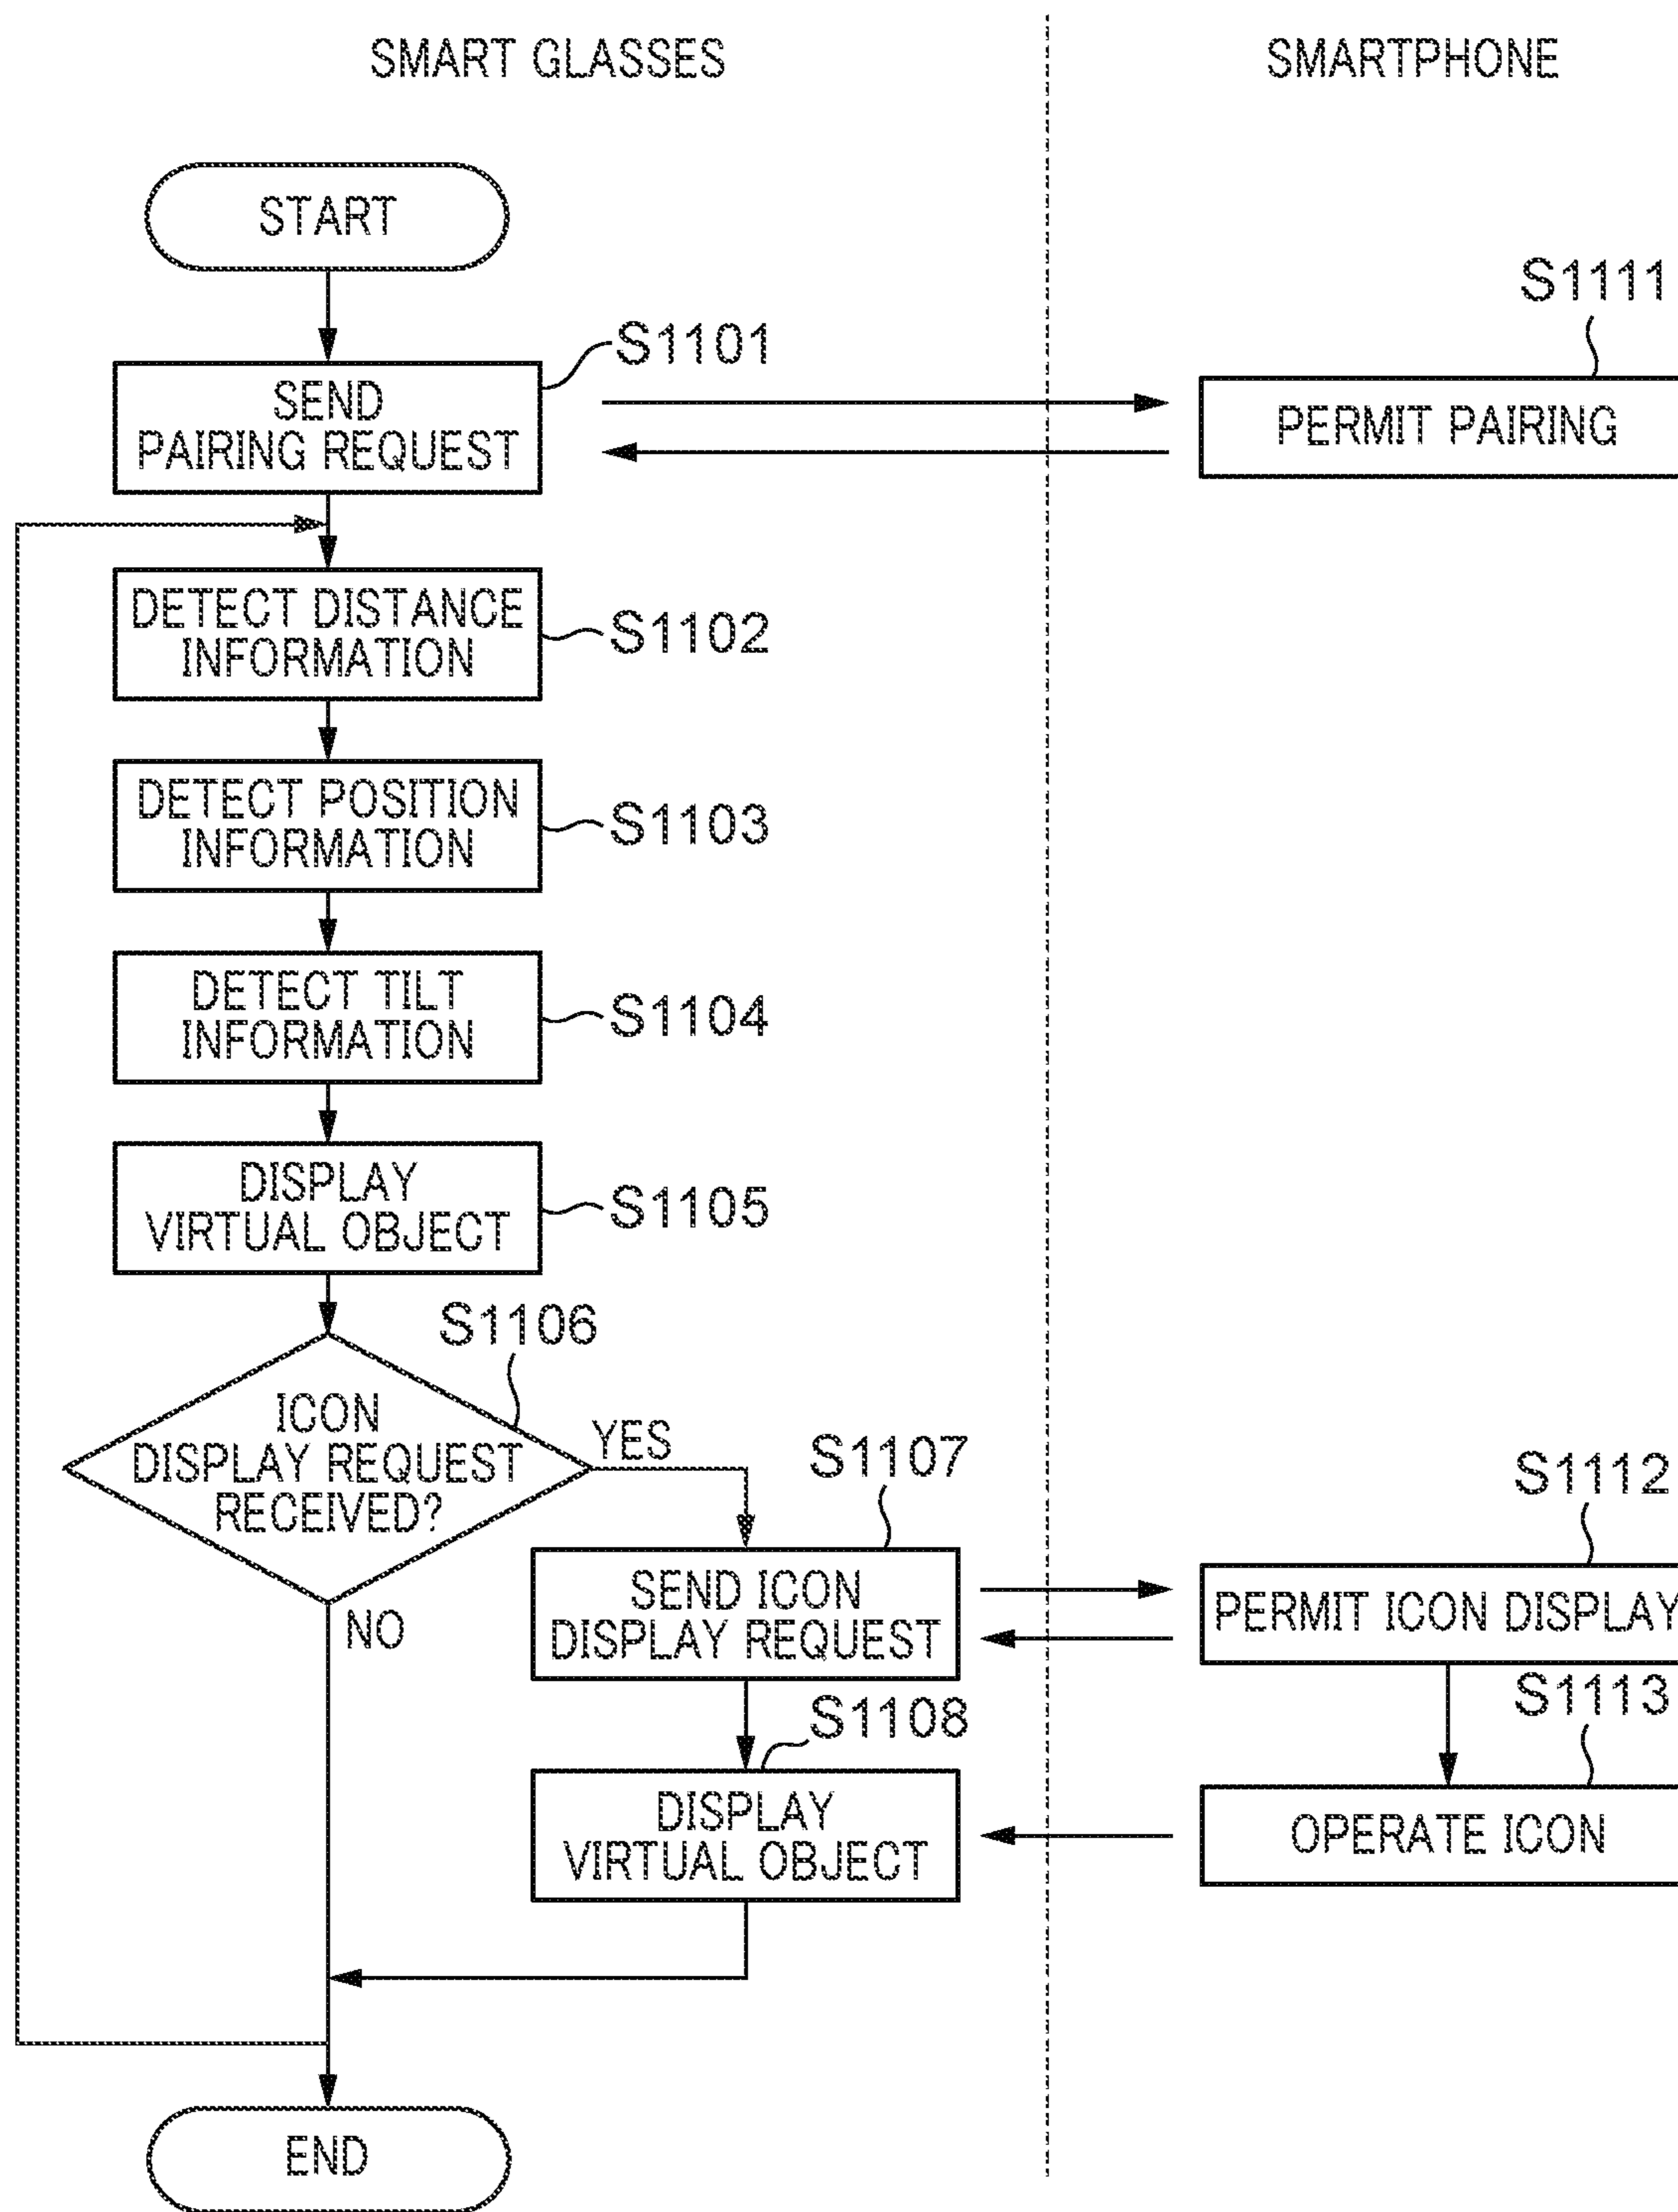 SMART GLASSES
SMARTPHONE
START
S1111
S1101
SEND
PAIRING REQUEST
PERMIT PAIRING
DETECT DISTANCE
INFORMATION
S1102
DETECT POSITION
INFORMATION
S1103
DETECT TILT
INFORMATION
S1104
DISPLAY
VIRTUAL OBJECT
S1105
S1106
ICON
DISPLAY REQUEST
RECEIVED?
YES
NO
S1107
SEND ICON
DISPLAY REQUEST
S1112
PERMIT ICON DISPLAY
S1108
DISPLAY
VIRTUAL OBJECT
S1113
OPERATE ICON
END